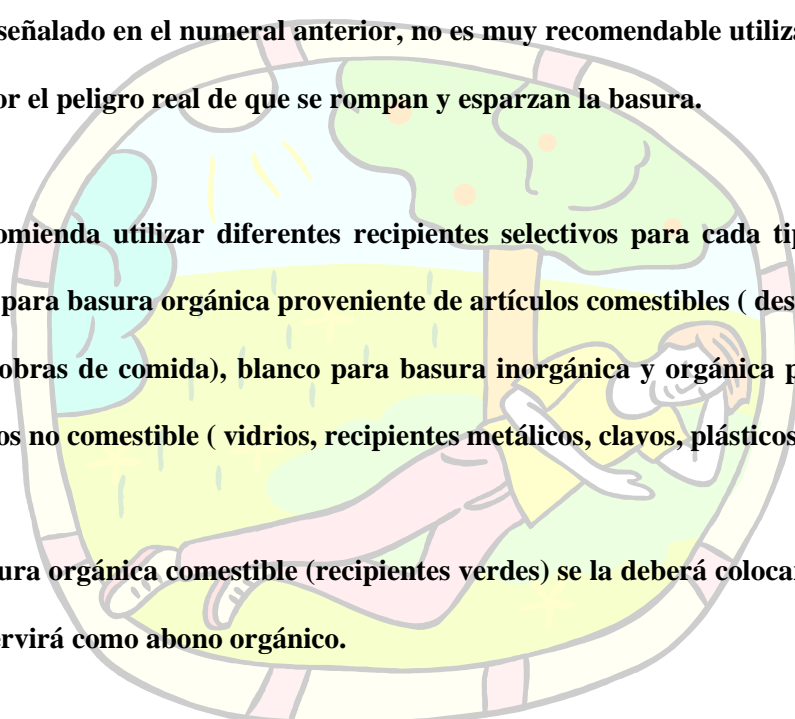 señalado en el numeral anterior, no es muy recomendable utiliza
or el peligro real de que se rompan y esparzan la basura.
omienda utilizar diferentes recipientes selectivos para cada tip
para basura orgánica proveniente de artículos comestibles ( des
obras de comida), blanco para basura inorgánica y orgánica p
os no comestible ( vidrios, recipientes metálicos, clavos, plásticos
ura orgánica comestible (recipientes verdes) se la deberá coloca
ervirá como abono orgánico.